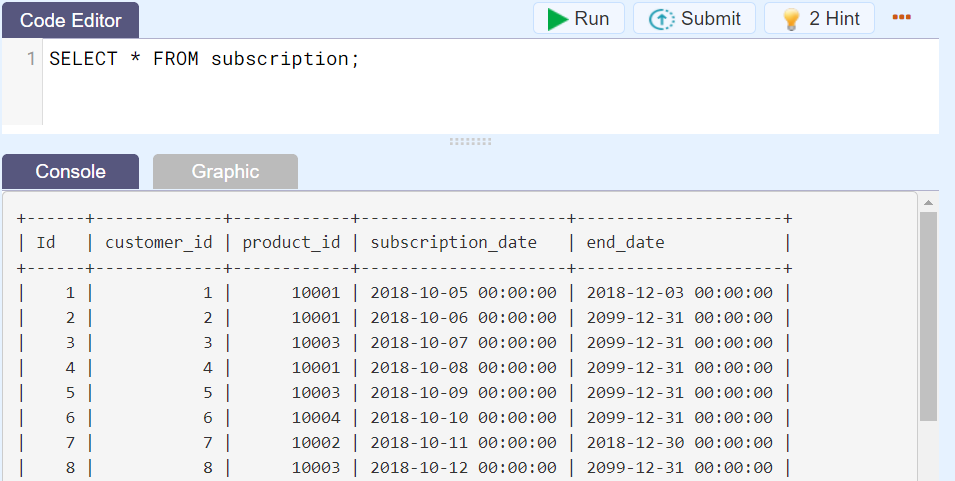 Code Editor Run Submit 2 Hint
1 SELECT * FROM subscription;
Console Graphic
+------+-------------+------------+---------------------+---------------------+
| Id   | customer_id | product_id | subscription_date   | end_date            |
+------+-------------+------------+---------------------+---------------------+
|    1 |           1 |      10001 | 2018-10-05 00:00:00 | 2018-12-03 00:00:00 |
|    2 |           2 |      10001 | 2018-10-06 00:00:00 | 2099-12-31 00:00:00 |
|    3 |           3 |      10003 | 2018-10-07 00:00:00 | 2099-12-31 00:00:00 |
|    4 |           4 |      10001 | 2018-10-08 00:00:00 | 2099-12-31 00:00:00 |
|    5 |           5 |      10003 | 2018-10-09 00:00:00 | 2099-12-31 00:00:00 |
|    6 |           6 |      10004 | 2018-10-10 00:00:00 | 2099-12-31 00:00:00 |
|    7 |           7 |      10002 | 2018-10-11 00:00:00 | 2018-12-30 00:00:00 |
|    8 |           8 |      10003 | 2018-10-12 00:00:00 | 2099-12-31 00:00:00 |